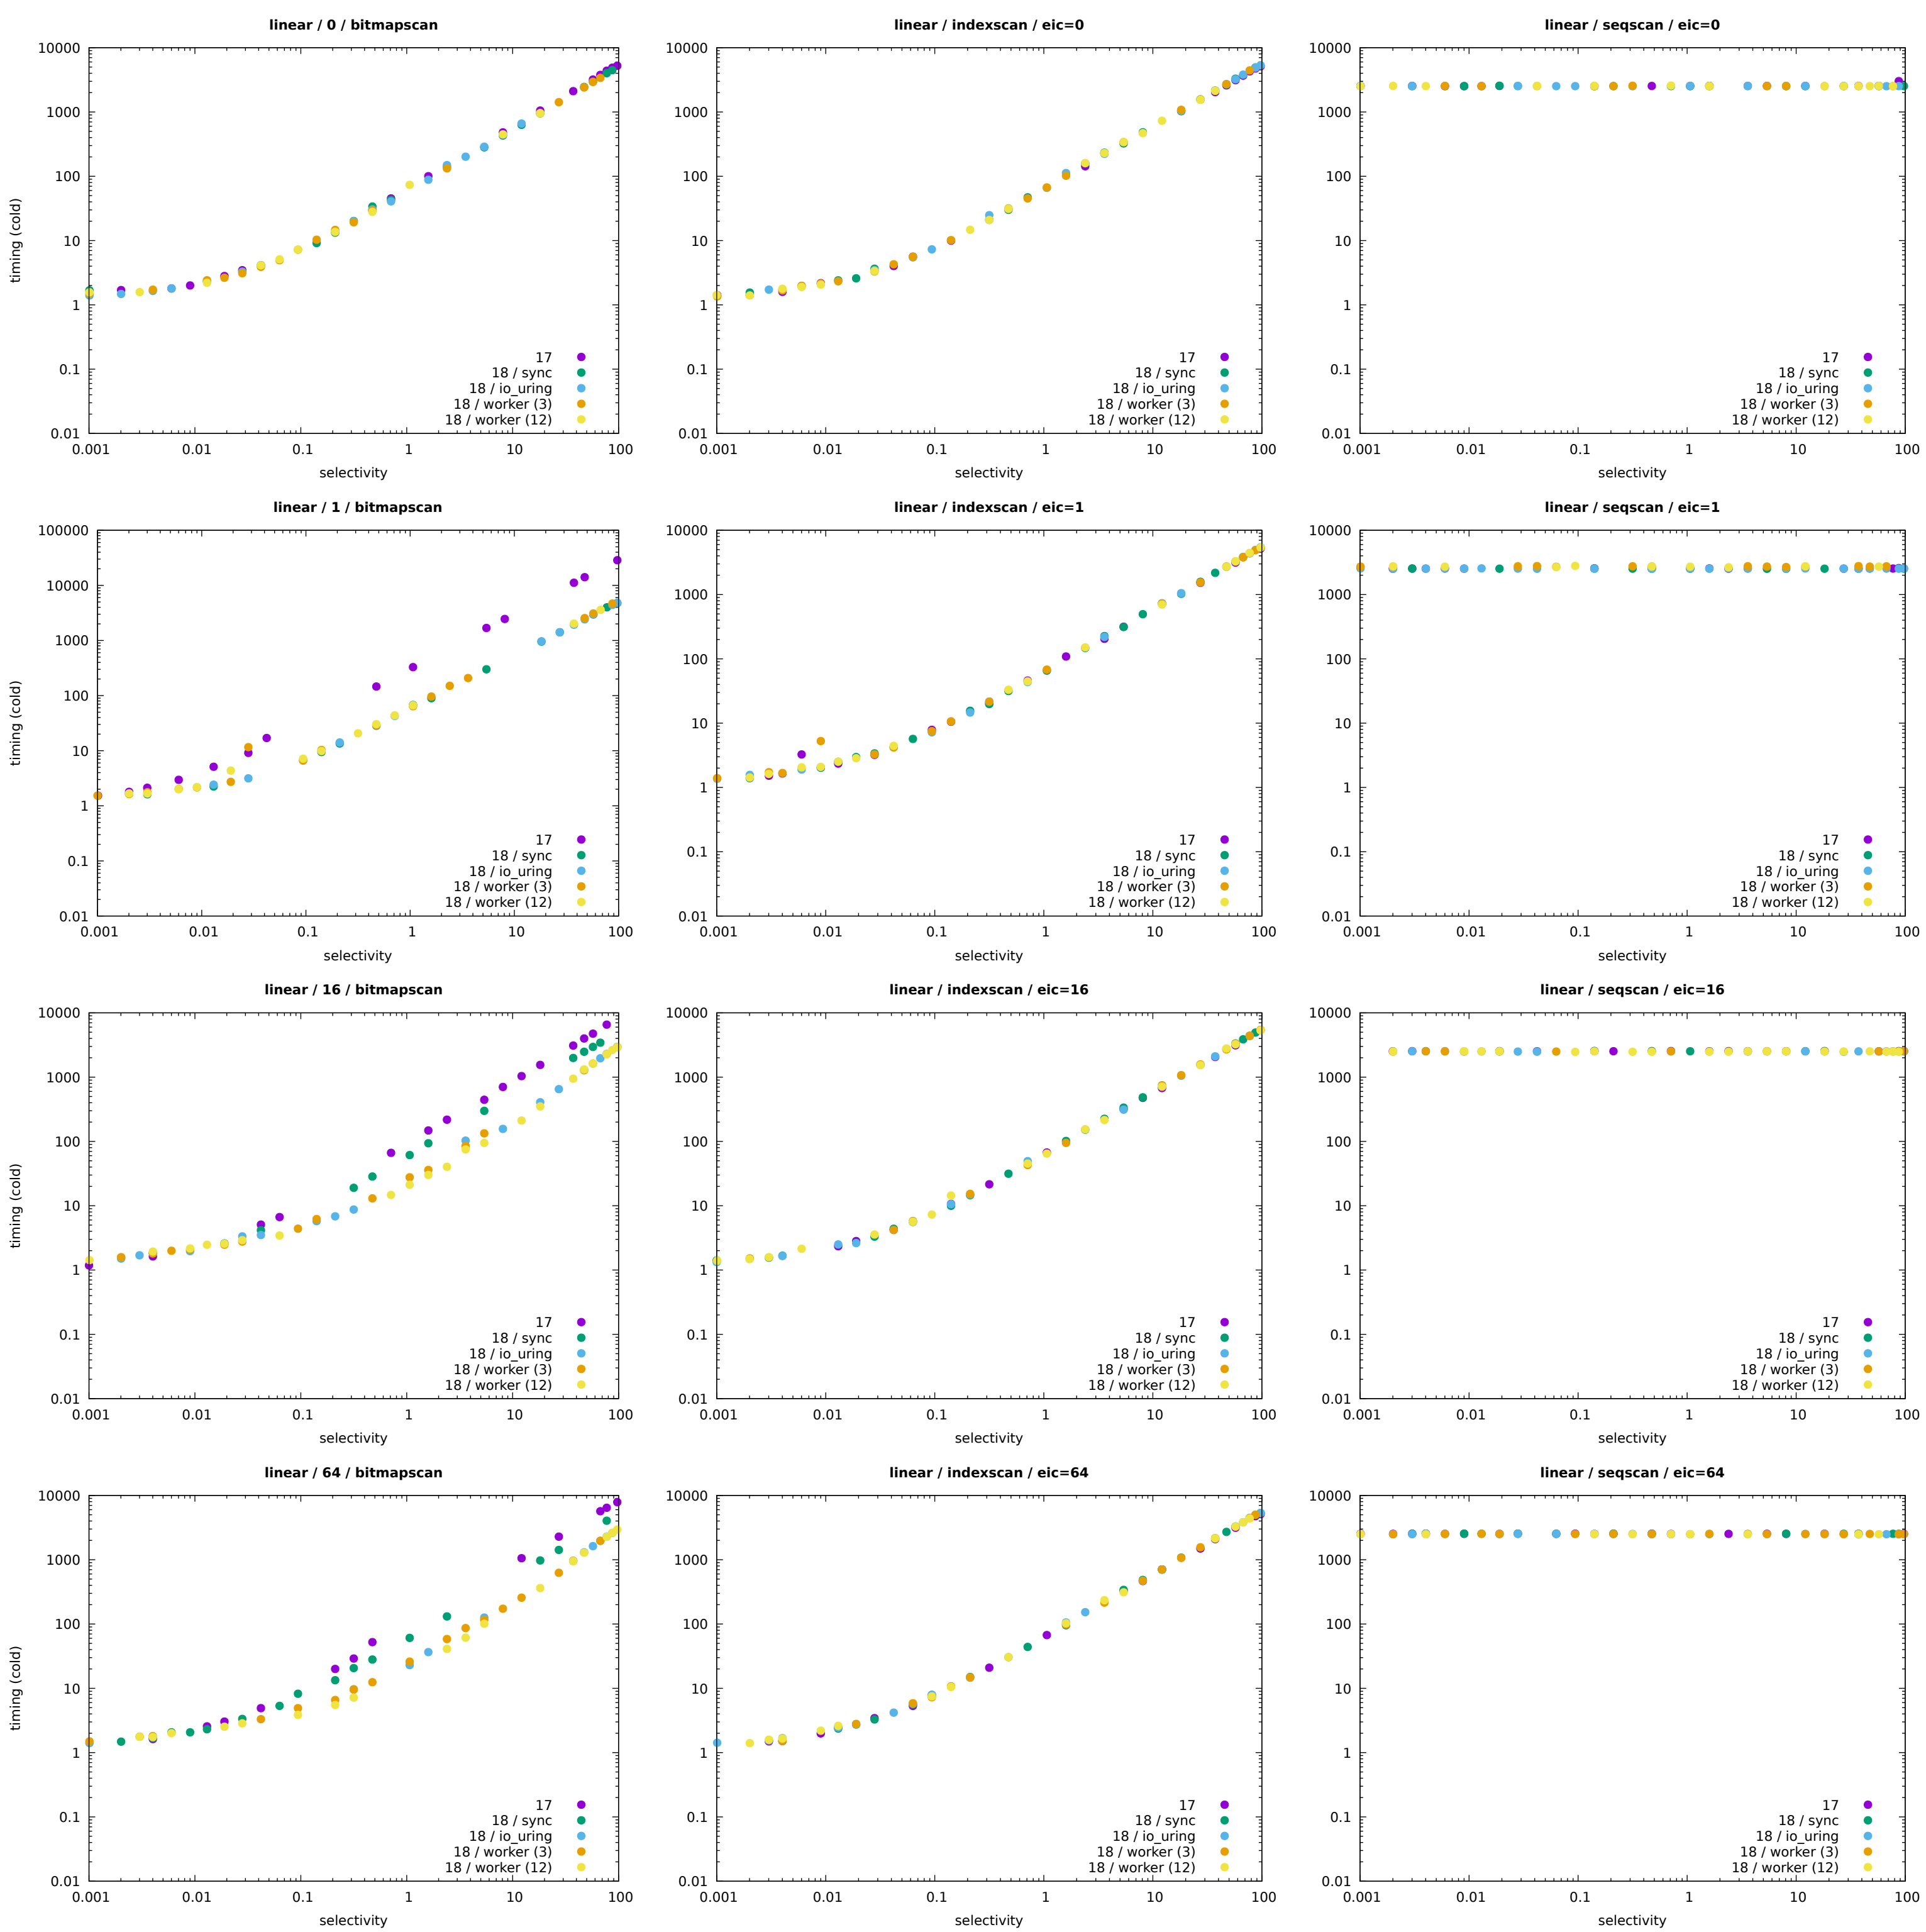 linear / 0 / bitmapscan
10000
1000
100
10
1
0.1
0.01
0.001 0.01 0.1 1 10 100
timing (cold)
selectivity
17
18 / sync
18 / io_uring
18 / worker (3)
18 / worker (12)
linear / indexscan / eic=0
10000
1000
100
10
1
0.1
0.01
0.001 0.01 0.1 1 10 100
selectivity
17
18 / sync
18 / io_uring
18 / worker (3)
18 / worker (12)
linear / seqscan / eic=0
10000
1000
100
10
1
0.1
0.01
0.001 0.01 0.1 1 10 100
selectivity
17
18 / sync
18 / io_uring
18 / worker (3)
18 / worker (12)
linear / 1 / bitmapscan
100000
10000
1000
100
10
1
0.1
0.01
0.001 0.01 0.1 1 10 100
timing (cold)
selectivity
17
18 / sync
18 / io_uring
18 / worker (3)
18 / worker (12)
linear / indexscan / eic=1
10000
1000
100
10
1
0.1
0.01
0.001 0.01 0.1 1 10 100
selectivity
17
18 / sync
18 / io_uring
18 / worker (3)
18 / worker (12)
linear / seqscan / eic=1
10000
1000
100
10
1
0.1
0.01
0.001 0.01 0.1 1 10 100
selectivity
17
18 / sync
18 / io_uring
18 / worker (3)
18 / worker (12)
linear / 16 / bitmapscan
10000
1000
100
10
1
0.1
0.01
0.001 0.01 0.1 1 10 100
timing (cold)
selectivity
17
18 / sync
18 / io_uring
18 / worker (3)
18 / worker (12)
linear / indexscan / eic=16
10000
1000
100
10
1
0.1
0.01
0.001 0.01 0.1 1 10 100
selectivity
17
18 / sync
18 / io_uring
18 / worker (3)
18 / worker (12)
linear / seqscan / eic=16
10000
1000
100
10
1
0.1
0.01
0.001 0.01 0.1 1 10 100
selectivity
17
18 / sync
18 / io_uring
18 / worker (3)
18 / worker (12)
linear / 64 / bitmapscan
10000
1000
100
10
1
0.1
0.01
0.001 0.01 0.1 1 10 100
timing (cold)
selectivity
17
18 / sync
18 / io_uring
18 / worker (3)
18 / worker (12)
linear / indexscan / eic=64
10000
1000
100
10
1
0.1
0.01
0.001 0.01 0.1 1 10 100
selectivity
17
18 / sync
18 / io_uring
18 / worker (3)
18 / worker (12)
linear / seqscan / eic=64
10000
1000
100
10
1
0.1
0.01
0.001 0.01 0.1 1 10 100
selectivity
17
18 / sync
18 / io_uring
18 / worker (3)
18 / worker (12)